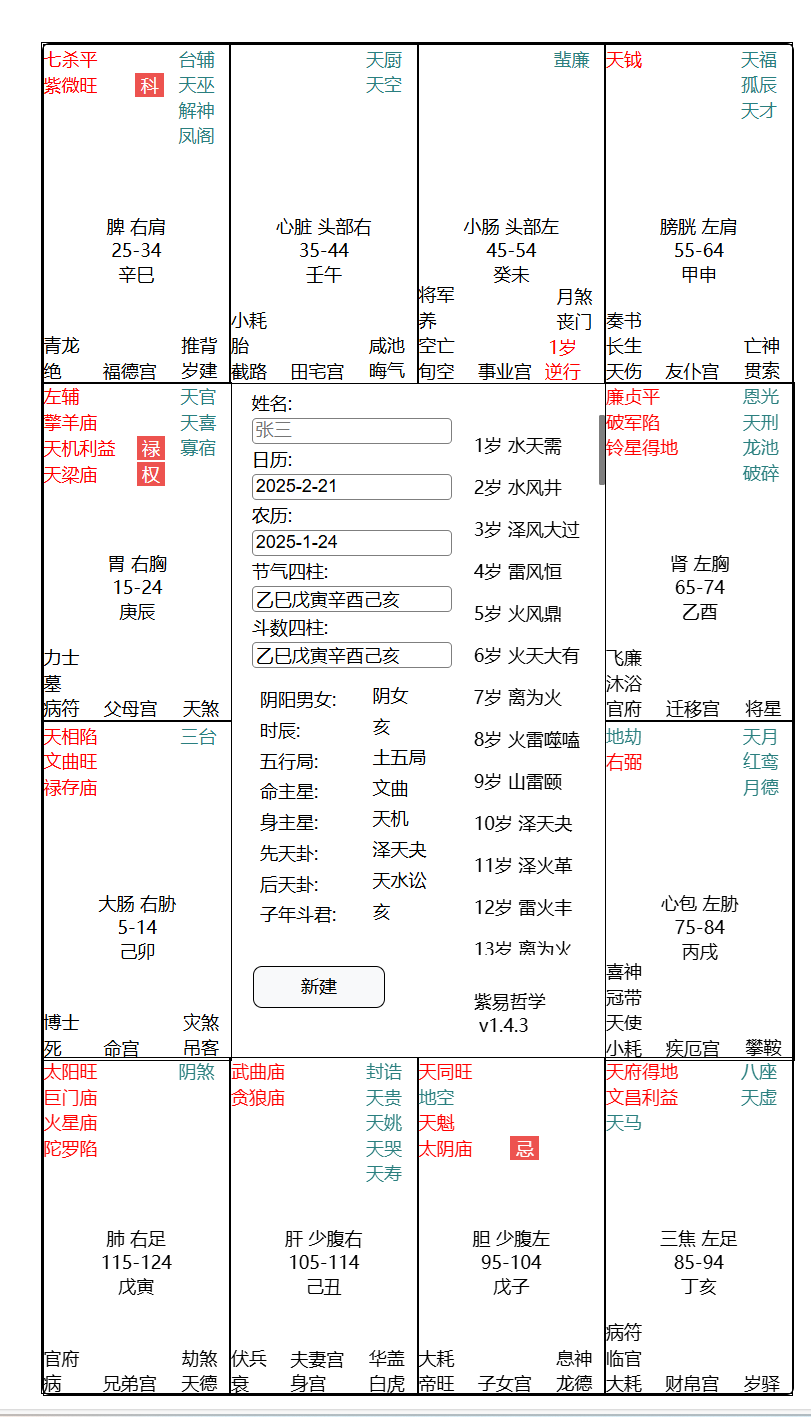 七杀平 台辅
紫微旺 科 天巫
解神
凤阁
脾 右肩
25-34
辛巳
青龙 推背
绝 福德宫 岁建
天厨
天空
心脏 头部右
35-44
壬午
小耗
胎 咸池
截路 田宅宫 晦气
蜚廉
小肠 头部左
45-54
癸未
将军 月煞
养 丧门
空亡 1岁
旬空 事业宫 逆行
天钺 天福
孤辰
天才
膀胱 左肩
55-64
甲申
奏书
长生 亡神
天伤 友仆宫 贯索
左辅 天官
擎羊庙 天喜
天机利益 禄 寡宿
天梁庙 权
胃 右胸
15-24
庚辰
力士
墓
病符 父母宫 天煞
姓名:
张三
日历:
2025-2-21
农历:
2025-1-24
节气四柱:
乙巳戊寅辛酉己亥
斗数四柱:
乙巳戊寅辛酉己亥
阴阳男女: 阴女
时辰: 亥
五行局: 土五局
命主星: 文曲
身主星: 天机
先天卦: 泽天夬
后天卦: 天水讼
子年斗君: 亥
新建
1岁 水天需
2岁 水风井
3岁 泽风大过
4岁 雷风恒
5岁 火风鼎
6岁 火天大有
7岁 离为火
8岁 火雷噬嗑
9岁 山雷颐
10岁 泽天夬
11岁 泽火革
12岁 雷火丰
13岁 离为火
紫易哲学
v1.4.3
廉贞平 恩光
破军陷 天刑
铃星得地 龙池
破碎
肾 左胸
65-74
乙酉
飞廉
沐浴
官府 迁移宫 将星
天相陷 三台
文曲旺
禄存庙
大肠 右胁
5-14
己卯
博士 灾煞
死 命宫 吊客
地劫 天月
右弼 红鸾
月德
心包 左胁
75-84
丙戌
喜神
冠带
天使
小耗 疾厄宫 攀鞍
太阳旺 阴煞
巨门庙
火星庙
陀罗陷
肺 右足
115-124
戊寅
官府 劫煞
病 兄弟宫 天德
武曲庙 封诰
贪狼庙 天贵
天姚
天哭
天寿
肝 少腹右
105-114
己丑
伏兵 夫妻宫 华盖
衰 身宫 白虎
天同旺
地空
天魁
太阴庙 忌
胆 少腹左
95-104
戊子
大耗 息神
帝旺 子女宫 龙德
天府得地 八座
文昌利益 天虚
天马
三焦 左足
85-94
丁亥
病符
临官
大耗 财帛宫 岁驿